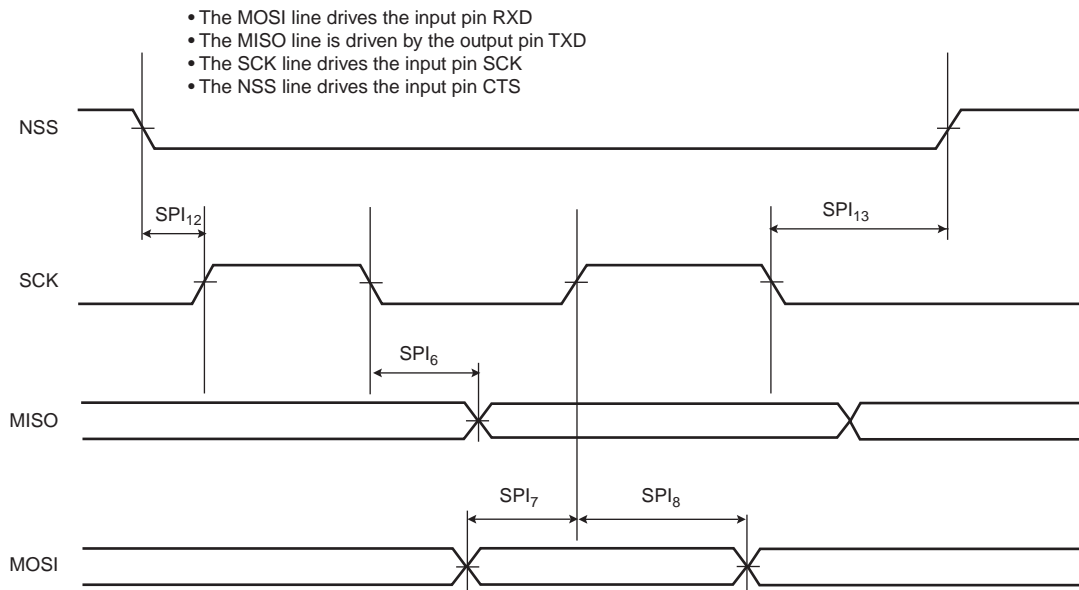 • The MOSI line drives the input pin RXD
• The MISO line is driven by the output pin TXD
• The SCK line drives the input pin SCK
• The NSS line drives the input pin CTS
NSS
SPI₁₂
SPI₁₃
SCK
SPI₆
MISO
SPI₇
SPI₈
MOSI